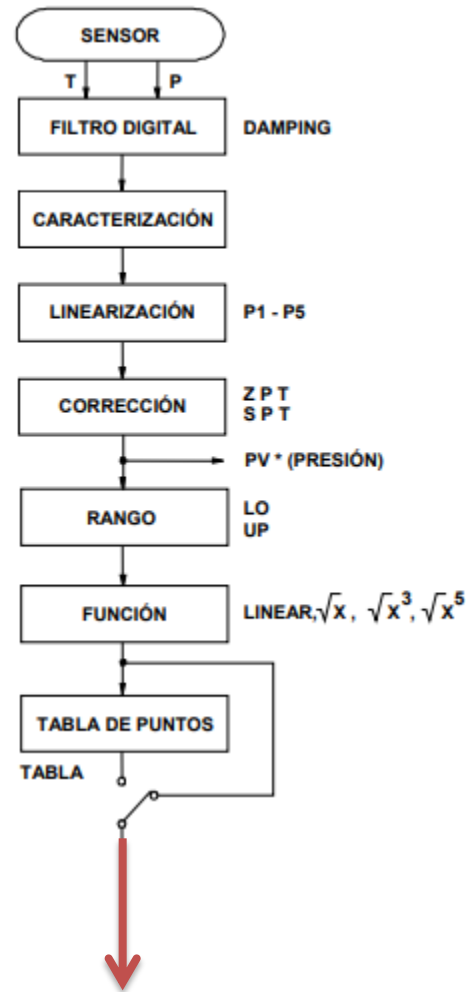 SENSOR
T P
FILTRO DIGITAL DAMPING
CARACTERIZACIÓN
LINEARIZACIÓN P1 - P5
CORRECCIÓN Z P T
S P T
PV * (PRESIÓN)
RANGO LO
UP
FUNCIÓN LINEAR,√X , √X³, √X⁵
TABLA DE PUNTOS
TABLA